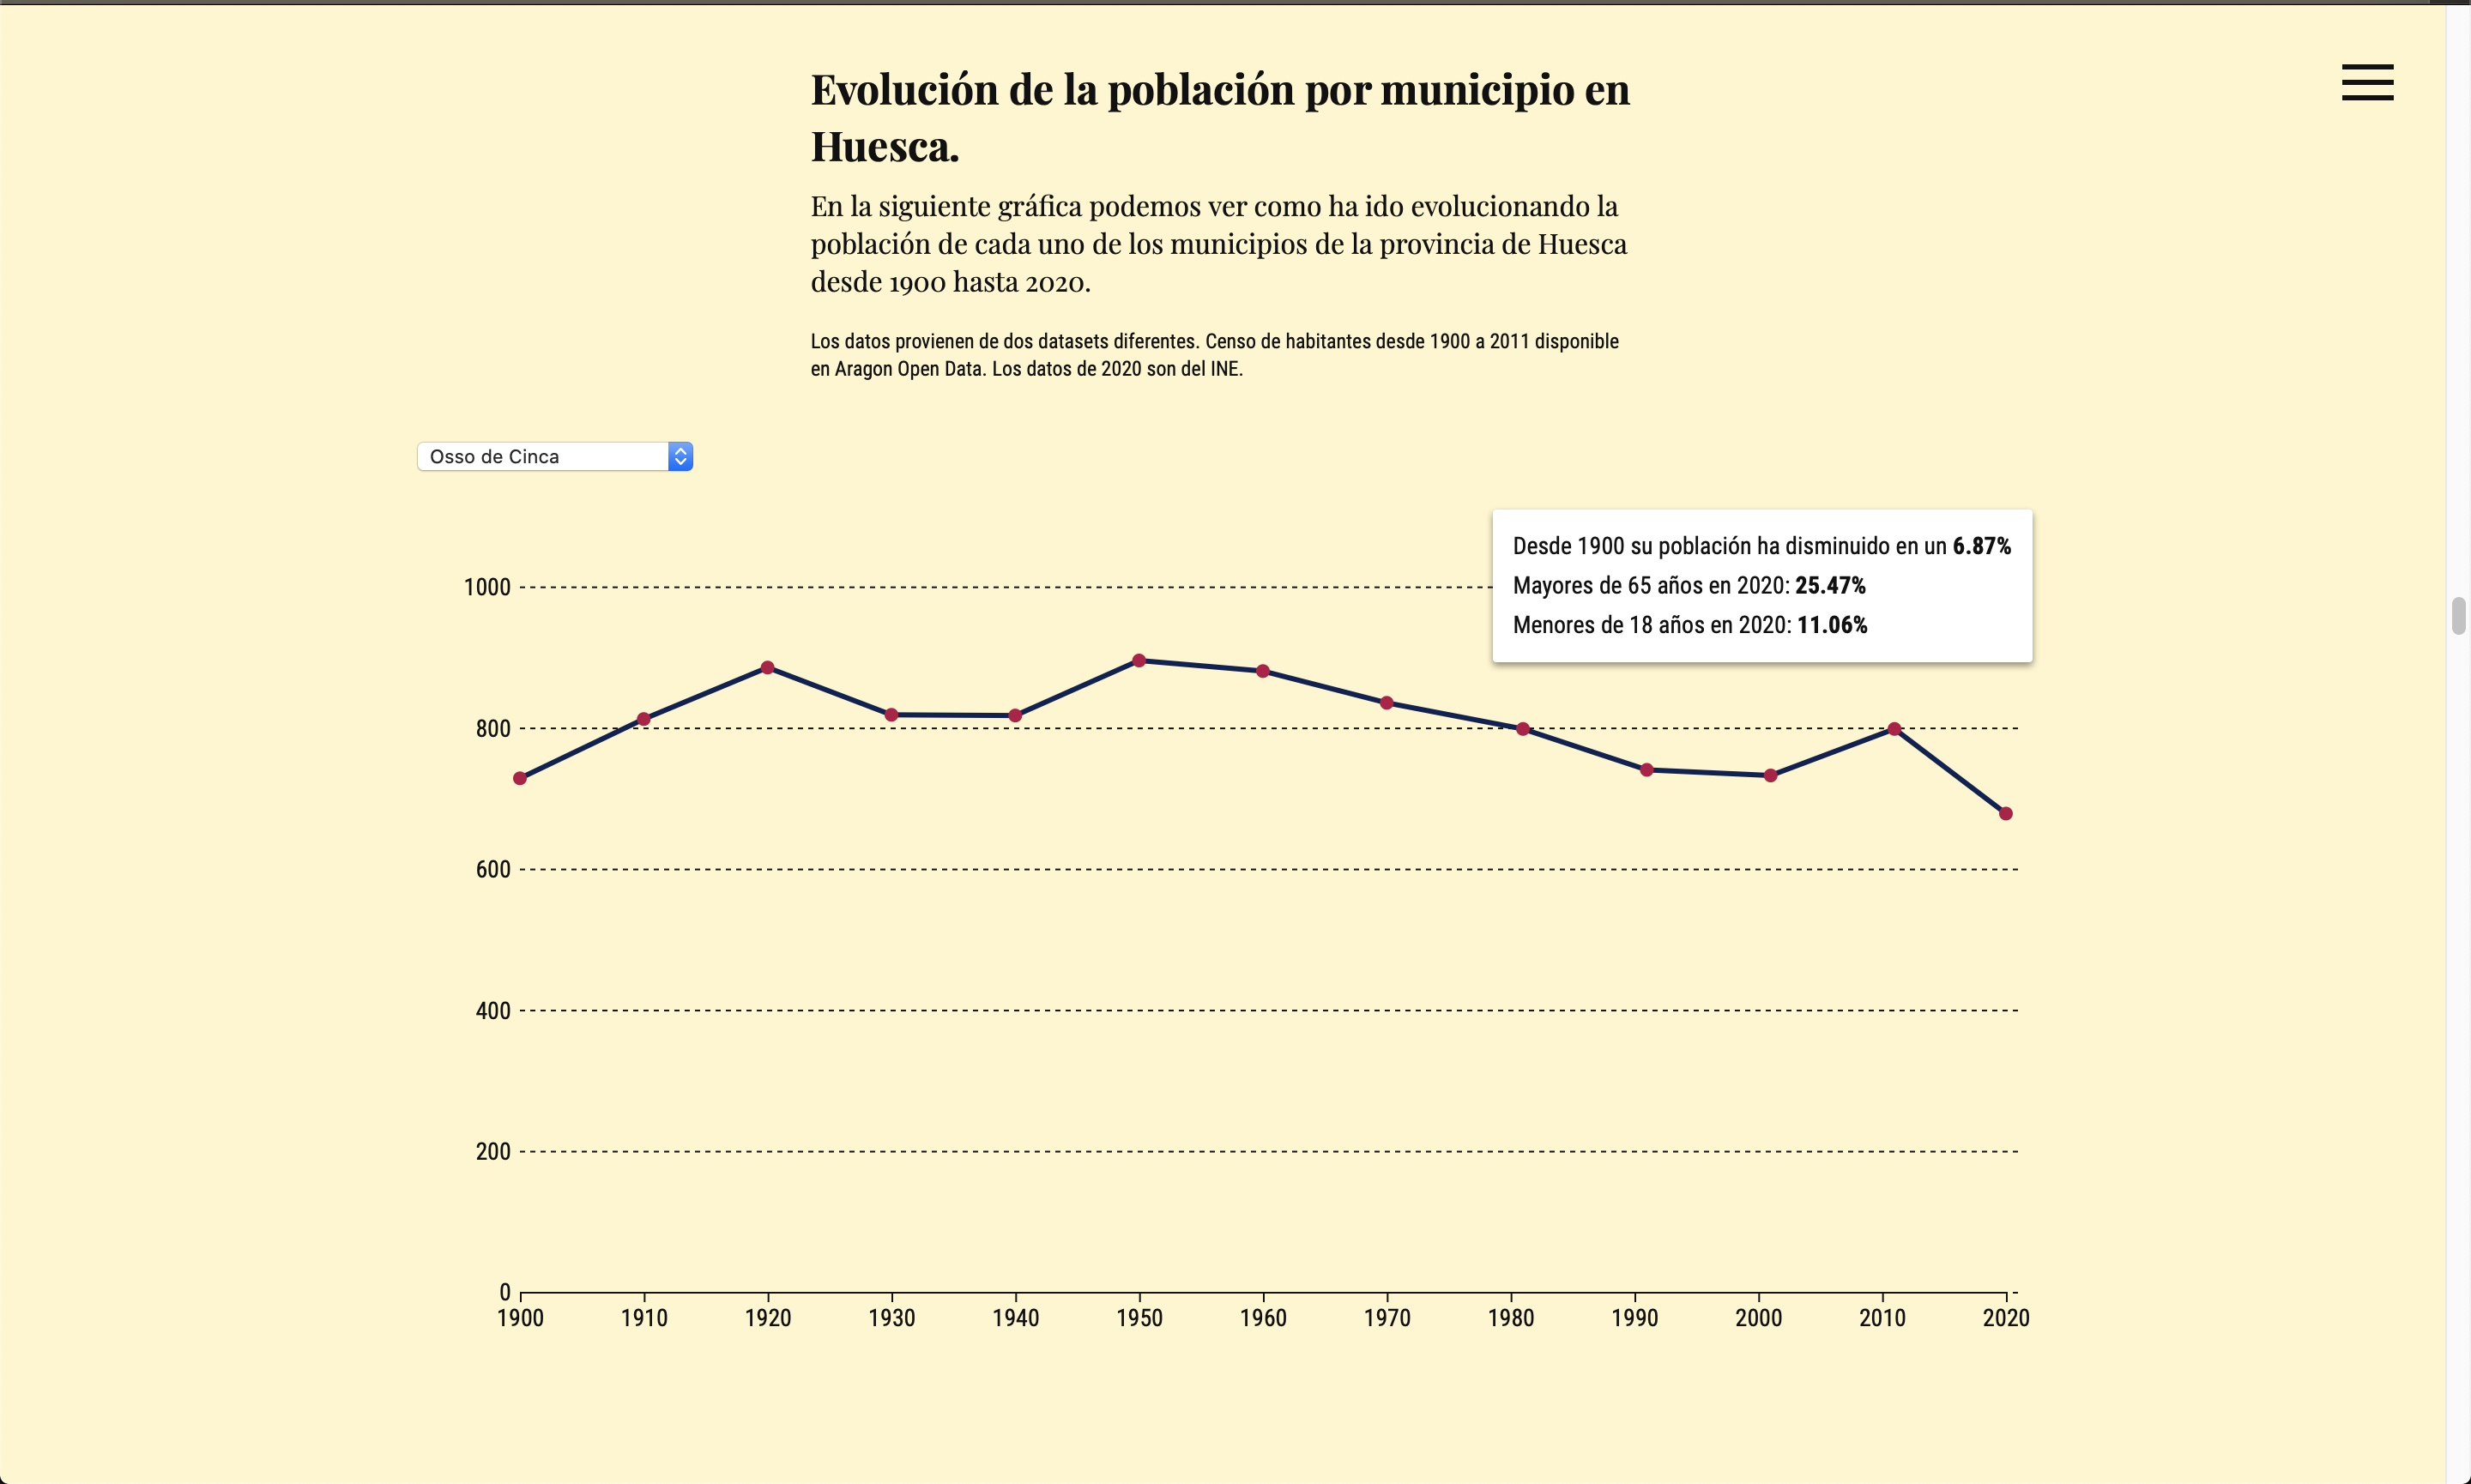 Evolución de la población por municipio en
Huesca.
En la siguiente gráfica podemos ver como ha ido evolucionando la
población de cada uno de los municipios de la provincia de Huesca
desde 1900 hasta 2020.
Los datos provienen de dos datasets diferentes. Censo de habitantes desde 1900 a 2011 disponible
en Aragon Open Data. Los datos de 2020 son del INE.
Osso de Cinca
Desde 1900 su población ha disminuido en un 6.87%
Mayores de 65 años en 2020: 25.47%
Menores de 18 años en 2020: 11.06%
1000
800
600
400
200
0
1900 1910 1920 1930 1940 1950 1960 1970 1980 1990 2000 2010 2020